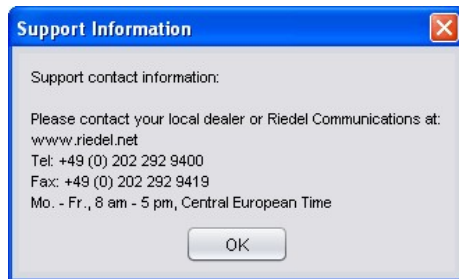 Support Information
Support contact information:
Please contact your local dealer or Riedel Communications at:
www.riedel.net
Tel: +49 (0) 202 292 9400
Fax: +49 (0) 202 292 9419
Mo. - Fr., 8 am - 5 pm, Central European Time
OK